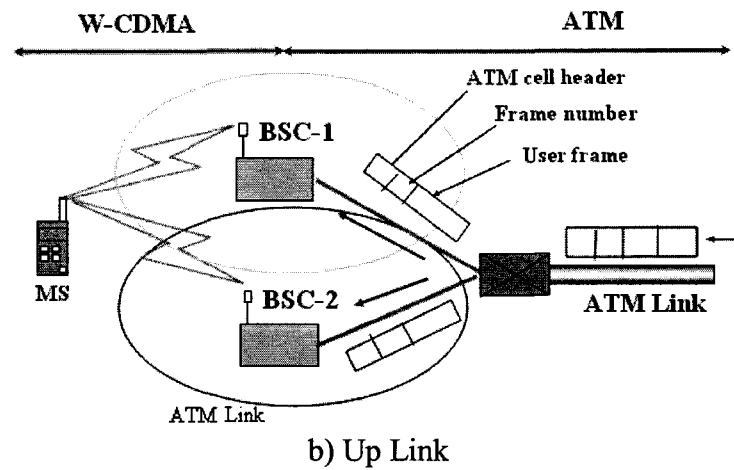 W-CDMA
ATM
ATM cell header
Frame number
User frame
BSC-1
MS
BSC-2
ATM Link
ATM Link
b) Up Link